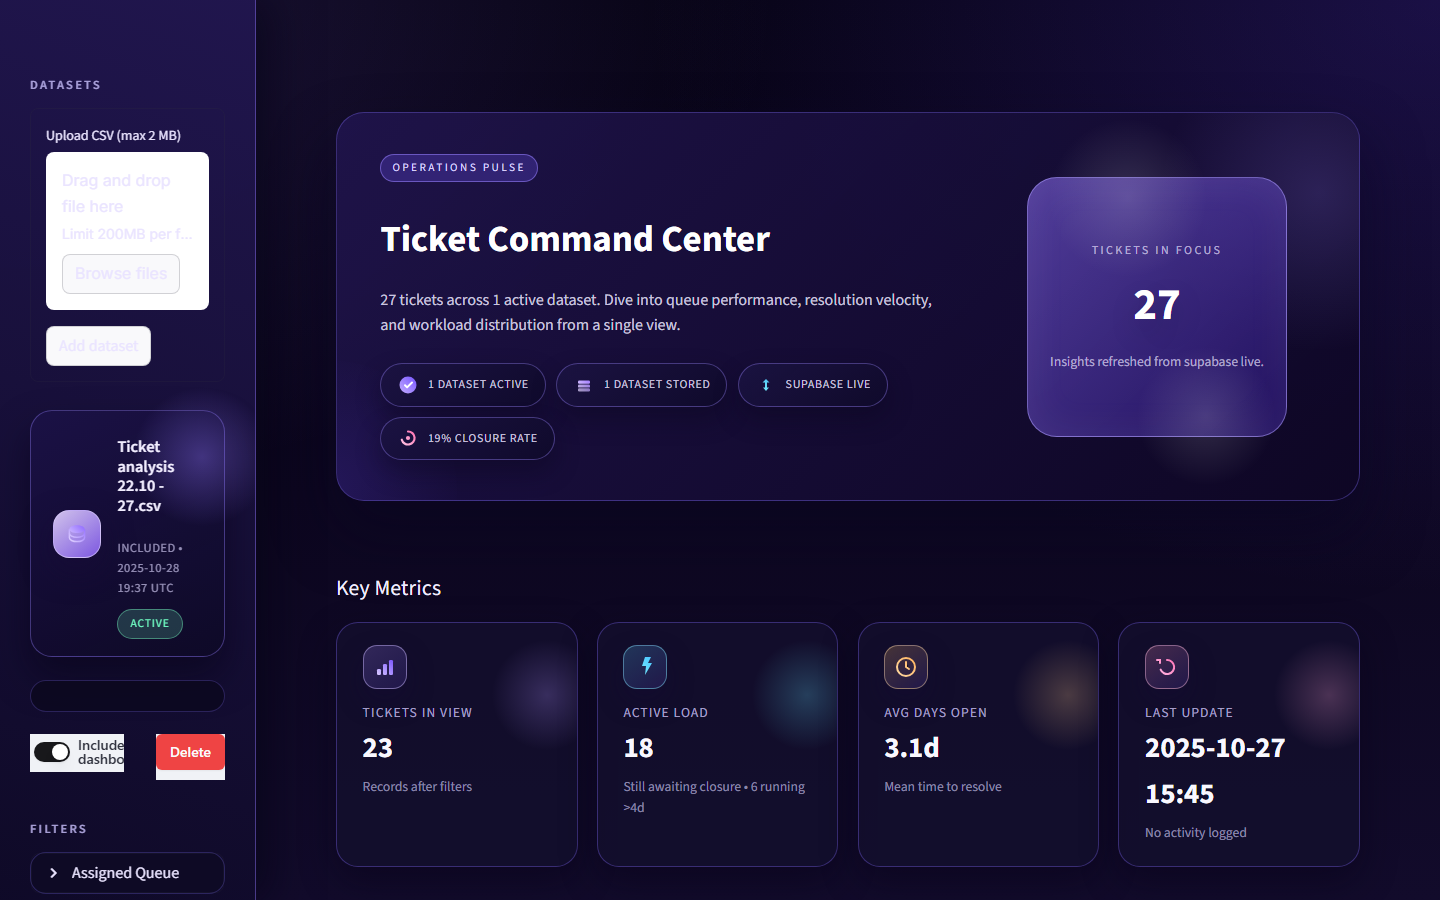 DATASETS
Upload CSV (max 2 MB)
Drag and drop
file here
Limit 200MB per f...
Browse files
Add dataset
Ticket
analysis
22.10 -
27.csv
INCLUDED •
2025-10-28
19:37 UTC
ACTIVE
Include
dashbo
Delete
FILTERS
Assigned Queue
OPERATIONS PULSE
Ticket Command Center
27 tickets across 1 active dataset. Dive into queue performance, resolution velocity,
and workload distribution from a single view.
1 DATASET ACTIVE
1 DATASET STORED
SUPABASE LIVE
19% CLOSURE RATE
TICKETS IN FOCUS
27
Insights refreshed from supabase live.
Key Metrics
TICKETS IN VIEW
23
Records after filters
ACTIVE LOAD
18
Still awaiting closure • 6 running
>4d
AVG DAYS OPEN
3.1d
Mean time to resolve
LAST UPDATE
2025-10-27
15:45
No activity logged